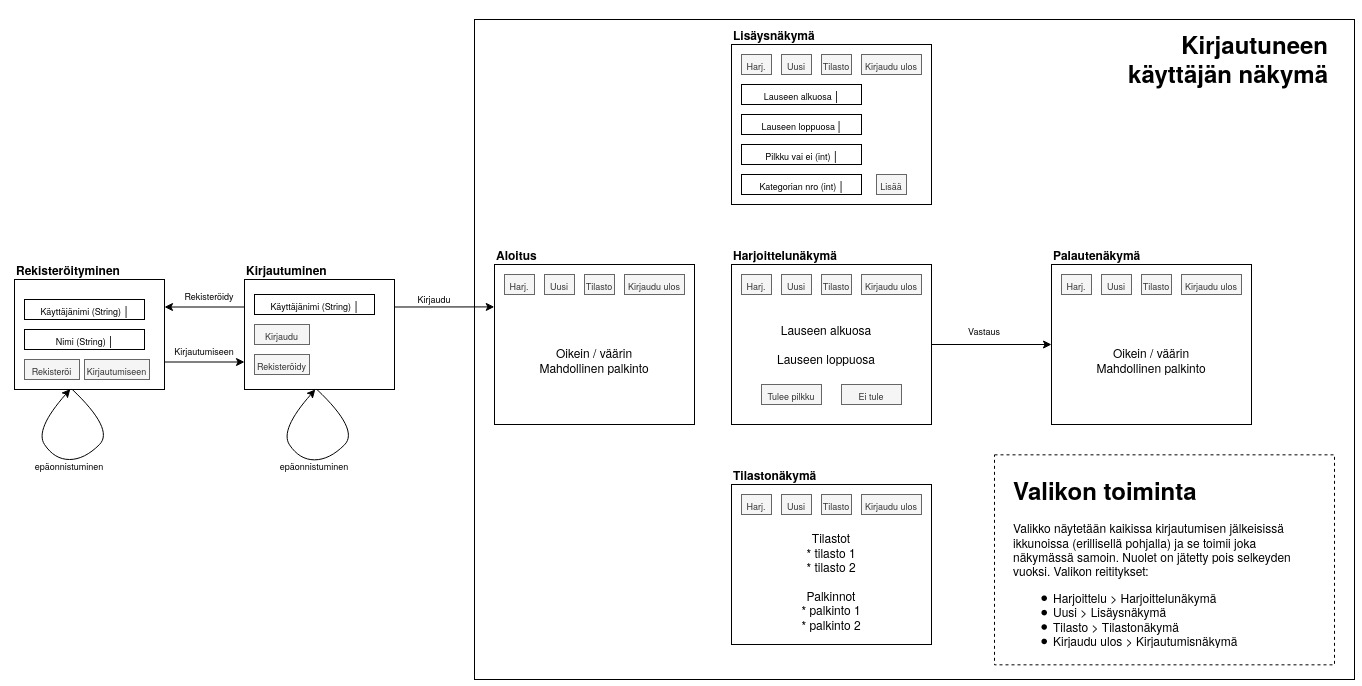 Kirjautuneen
käyttäjän näkymä
Lisäysnäkymä
Harj. Uusi Tilasto Kirjaudu ulos
Lauseen alkuosa
Lauseen loppuosa
Pilkku vai ei (int)
Kategorian nro (int) Lisää
Rekisteröityminen
Käyttäjänimi (String)
Nimi (String)
Rekisteröi Kirjautumiseen
epäonnistuminen
Rekisteröidy
Kirjautumiseen
Kirjautuminen
Käyttäjänimi (String)
Kirjaudu
Rekisteröidy
epäonnistuminen
Kirjaudu
Aloitus
Harj. Uusi Tilasto Kirjaudu ulos
Oikein / väärin
Mahdollinen palkinto
Harjoittelunäkymä
Harj. Uusi Tilasto Kirjaudu ulos
Lauseen alkuosa
Lauseen loppuosa
Tulee pilkku Ei tule
Vastaus
Palautenäkymä
Harj. Uusi Tilasto Kirjaudu ulos
Oikein / väärin
Mahdollinen palkinto
Tilastonäkymä
Harj. Uusi Tilasto Kirjaudu ulos
Tilastot
* tilasto 1
* tilasto 2
Palkinnot
* palkinto 1
* palkinto 2
Valikon toiminta
Valikko näytetään kaikissa kirjautumisen jälkeisissä
ikkunoissa (erillisellä pohjalla) ja se toimii joka
näkymässä samoin. Nuolet on jätetty pois selkeyden
vuoksi. Valikon reititykset:
● Harjoittelu > Harjoittelunäkymä
● Uusi > Lisäysnäkymä
● Tilasto > Tilastonäkymä
● Kirjaudu ulos > Kirjautumisnäkymä